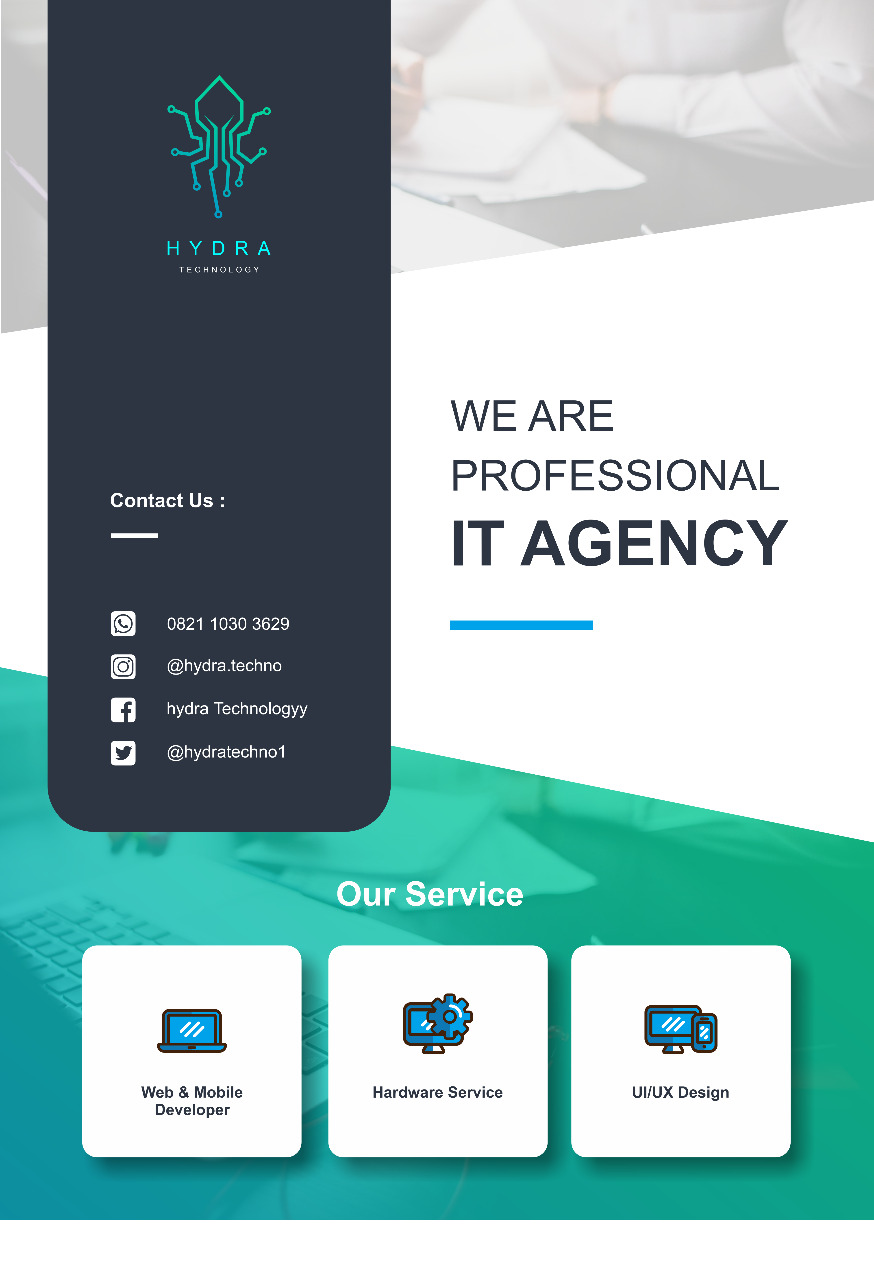 HYDRA
TECHNOLOGY
WE ARE
PROFESSIONAL
IT AGENCY
Contact Us :
0821 1030 3629
@hydra.techno
hydra Technologyy
@hydratechno1
Our Service
Web & Mobile
Developer
Hardware Service
UI/UX Design